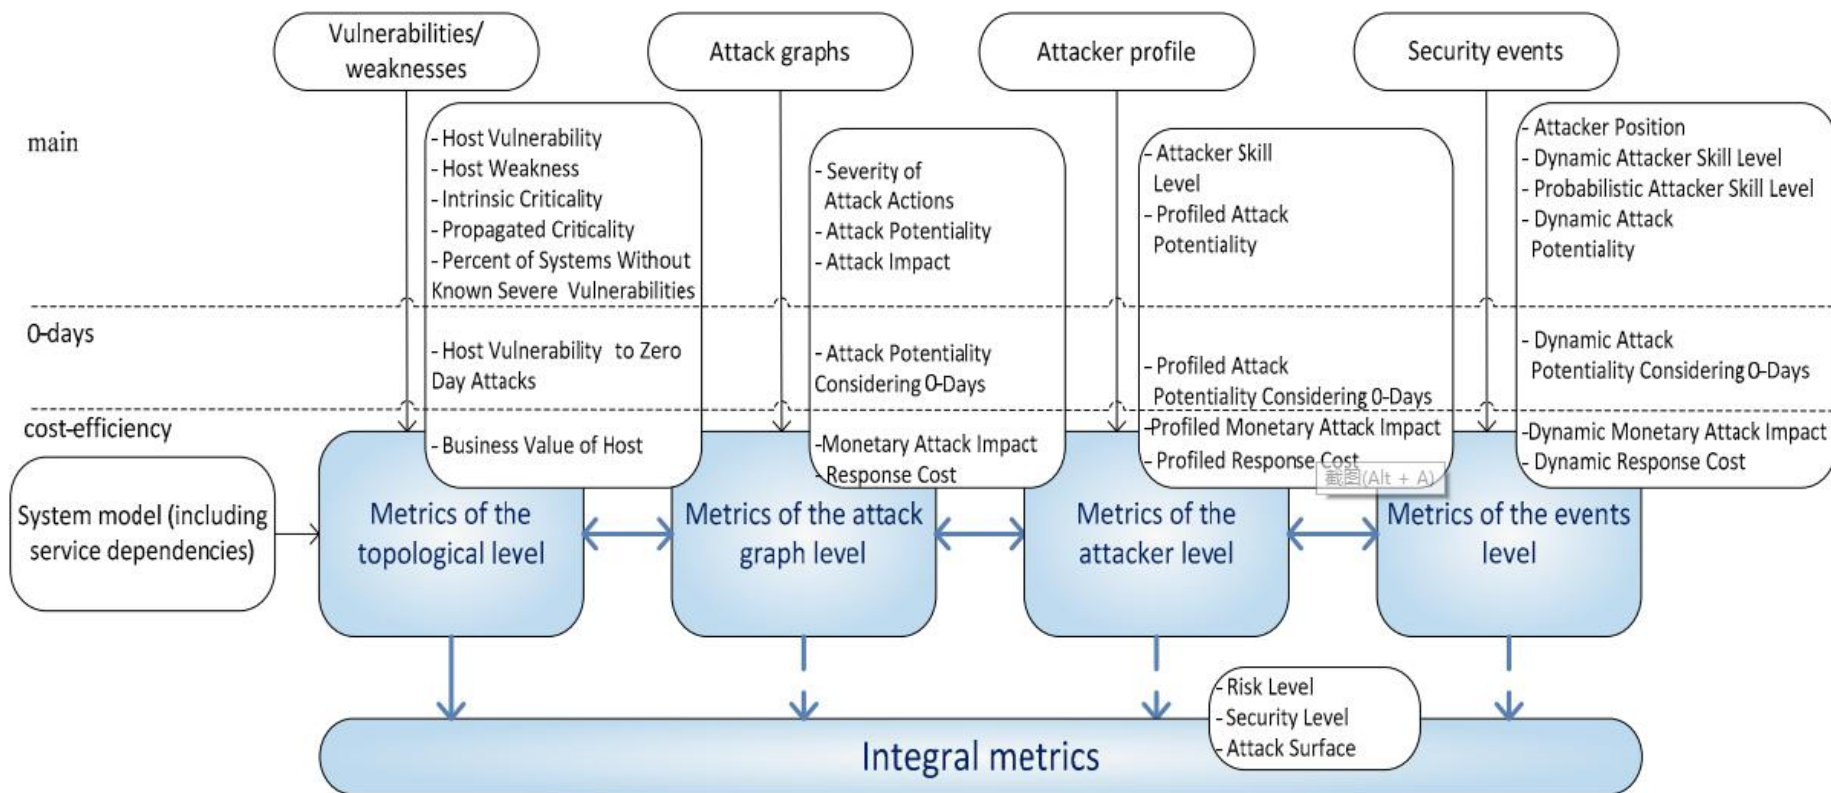 Vulnerabilities/
weaknesses
Attack graphs
Attacker profile
Security events
main
- Host Vulnerability
- Host Weakness
- Intrinsic Criticality
- Propagated Criticality
- Percent of Systems Without
Known Severe Vulnerabilities
- Severity of
Attack Actions
- Attack Potentiality
- Attack Impact
- Attacker Skill
Level
- Profiled Attack
Potentiality
- Attacker Position
- Dynamic Attacker Skill Level
- Probabilistic Attacker Skill Level
- Dynamic Attack
Potentiality
0-days
- Host Vulnerability to Zero
Day Attacks
- Attack Potentiality
Considering 0-Days
- Profiled Attack
Potentiality Considering 0-Days
- Dynamic Attack
Potentiality Considering 0-Days
cost-efficiency
- Business Value of Host
- Monetary Attack Impact
- Response Cost
-Profiled Monetary Attack Impact
- Profiled Response Cost
截图(Alt + A)
-Dynamic Monetary Attack Impact
- Dynamic Response Cost
System model (including
service dependencies)
Metrics of the
topological level
Metrics of the attack
graph level
Metrics of the
attacker level
Metrics of the events
level
- Risk Level
- Security Level
- Attack Surface
Integral metrics